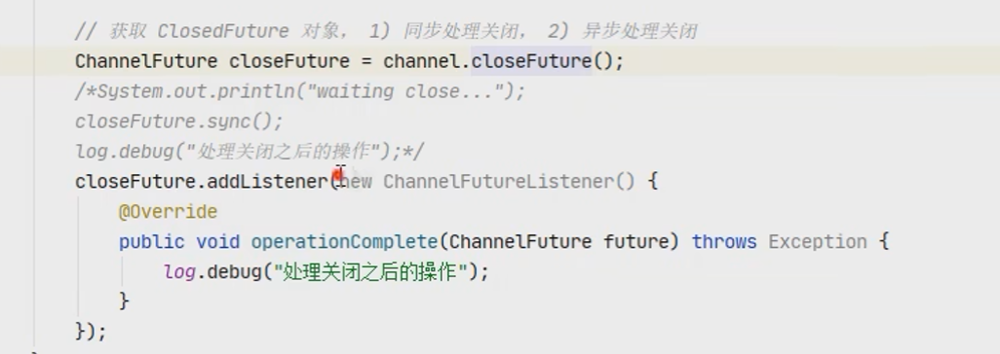 // 获取 ClosedFuture 对象， 1) 同步处理关闭， 2) 异步处理关闭
ChannelFuture closeFuture = channel.closeFuture();
/*System.out.println("waiting close...");
closeFuture.sync();
log.debug("处理关闭之后的操作");*/
closeFuture.addListener(new ChannelFutureListener() {
@Override
public void operationComplete(ChannelFuture future) throws Exception {
log.debug("处理关闭之后的操作");
}
});